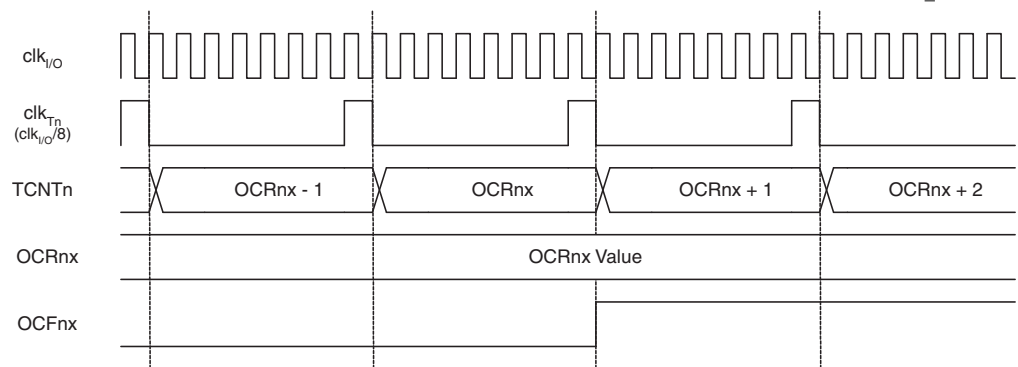 clkI/O
clkTn
(clkI/O/8)
TCNTn
OCRnx - 1
OCRnx
OCRnx + 1
OCRnx + 2
OCRnx
OCRnx Value
OCFnx